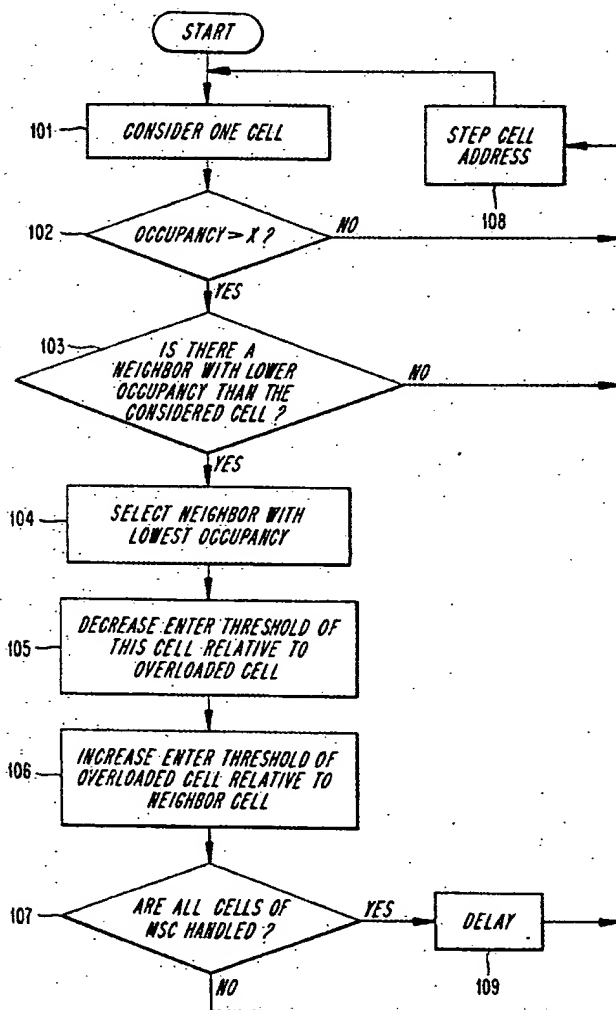 START
101
CONSIDER ONE CELL
STEP CELL
ADDRESS
108
102
OCCUPANCY > X ?
NO
YES
103
IS THERE A
NEIGHBOR WITH LOWER
OCCUPANCY THAN THE
CONSIDERED CELL ?
NO
YES
104
SELECT NEIGHBOR WITH
LOWEST OCCUPANCY
105
DECREASE ENTER THRESHOLD OF
THIS CELL RELATIVE TO
OVERLOADED CELL
106
INCREASE ENTER THRESHOLD OF
OVERLOADED CELL RELATIVE TO
NEIGHBOR CELL
107
ARE ALL CELLS OF
MSC HANDLED ?
YES
DELAY
109
NO